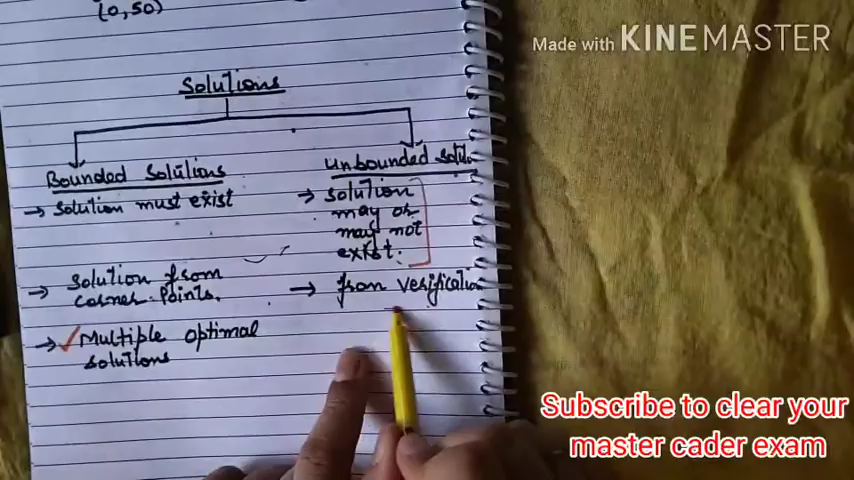 (0,50)
Made with KINEMASTER
Solutions
Bounded Solutions
Unbounded Solu
→ Solution must exist
→ Solution
may or
may not
exist.
→ Solution from
corner points.
→ from verification
→ ✓ Multiple optimal
solutions
Subscribe to clear your
master cader exam